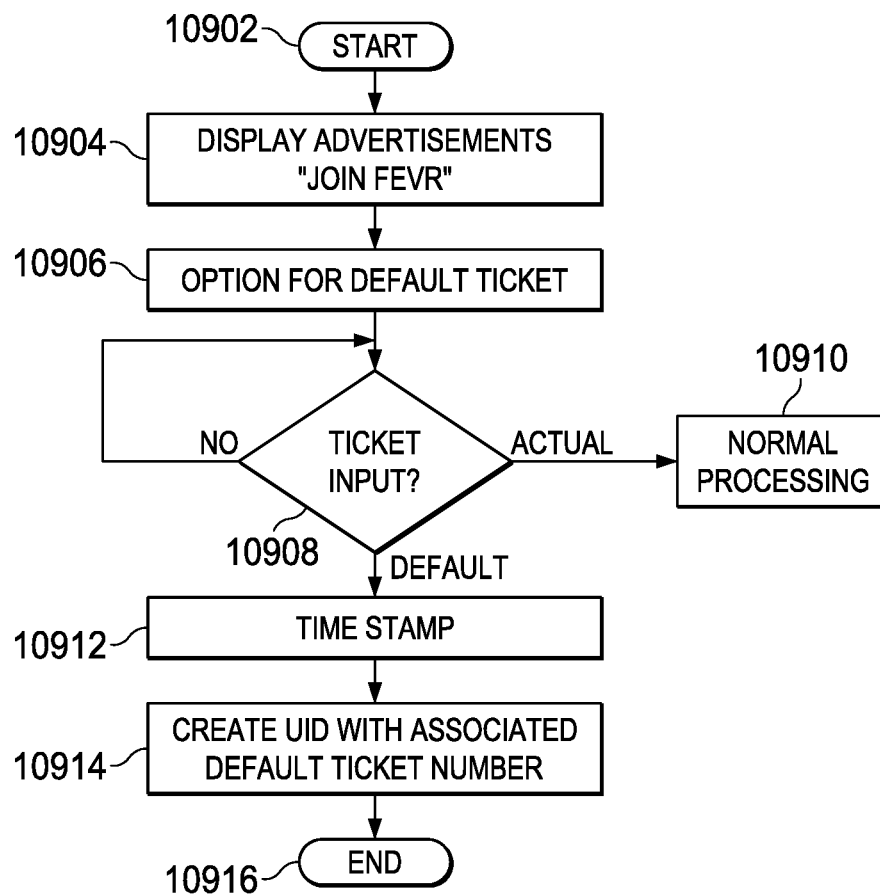 10902
START
10904
DISPLAY ADVERTISEMENTS
"JOIN FEVR"
10906
OPTION FOR DEFAULT TICKET
10910
NO
TICKET
INPUT?
ACTUAL
NORMAL
PROCESSING
10908
DEFAULT
10912
TIME STAMP
10914
CREATE UID WITH ASSOCIATED
DEFAULT TICKET NUMBER
10916
END